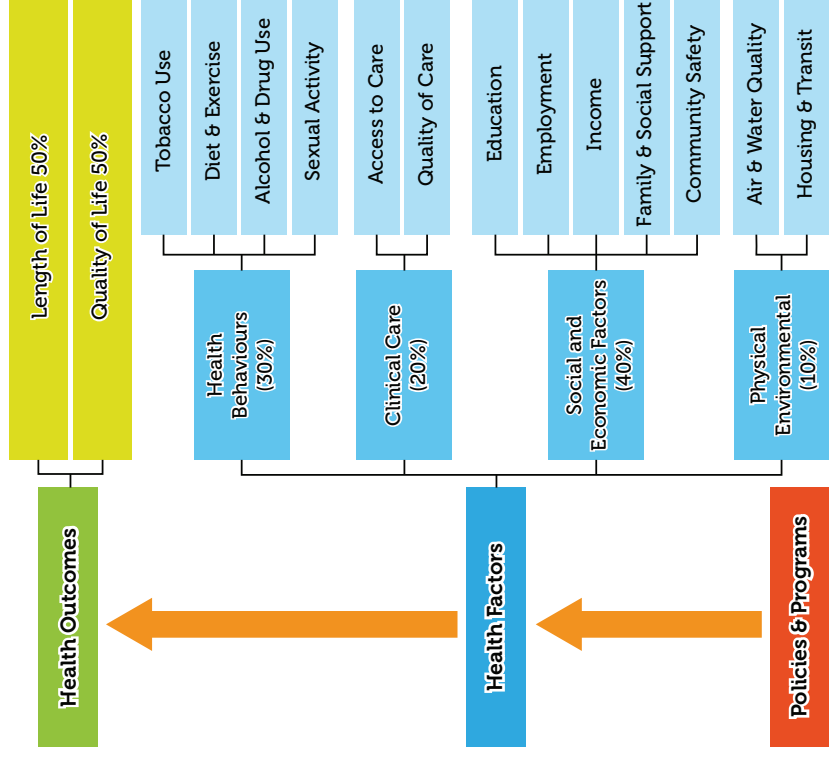 Health Outcomes
Length of Life 50%
Quality of Life 50%
Health Factors
Health
Behaviours
(30%)
Tobacco Use
Diet & Exercise
Alcohol & Drug Use
Sexual Activity
Clinical Care
(20%)
Access to Care
Quality of Care
Social and
Economic Factors
(40%)
Education
Employment
Income
Family & Social Support
Community Safety
Physical
Environmental
(10%)
Air & Water Quality
Housing & Transit
Policies & Programs